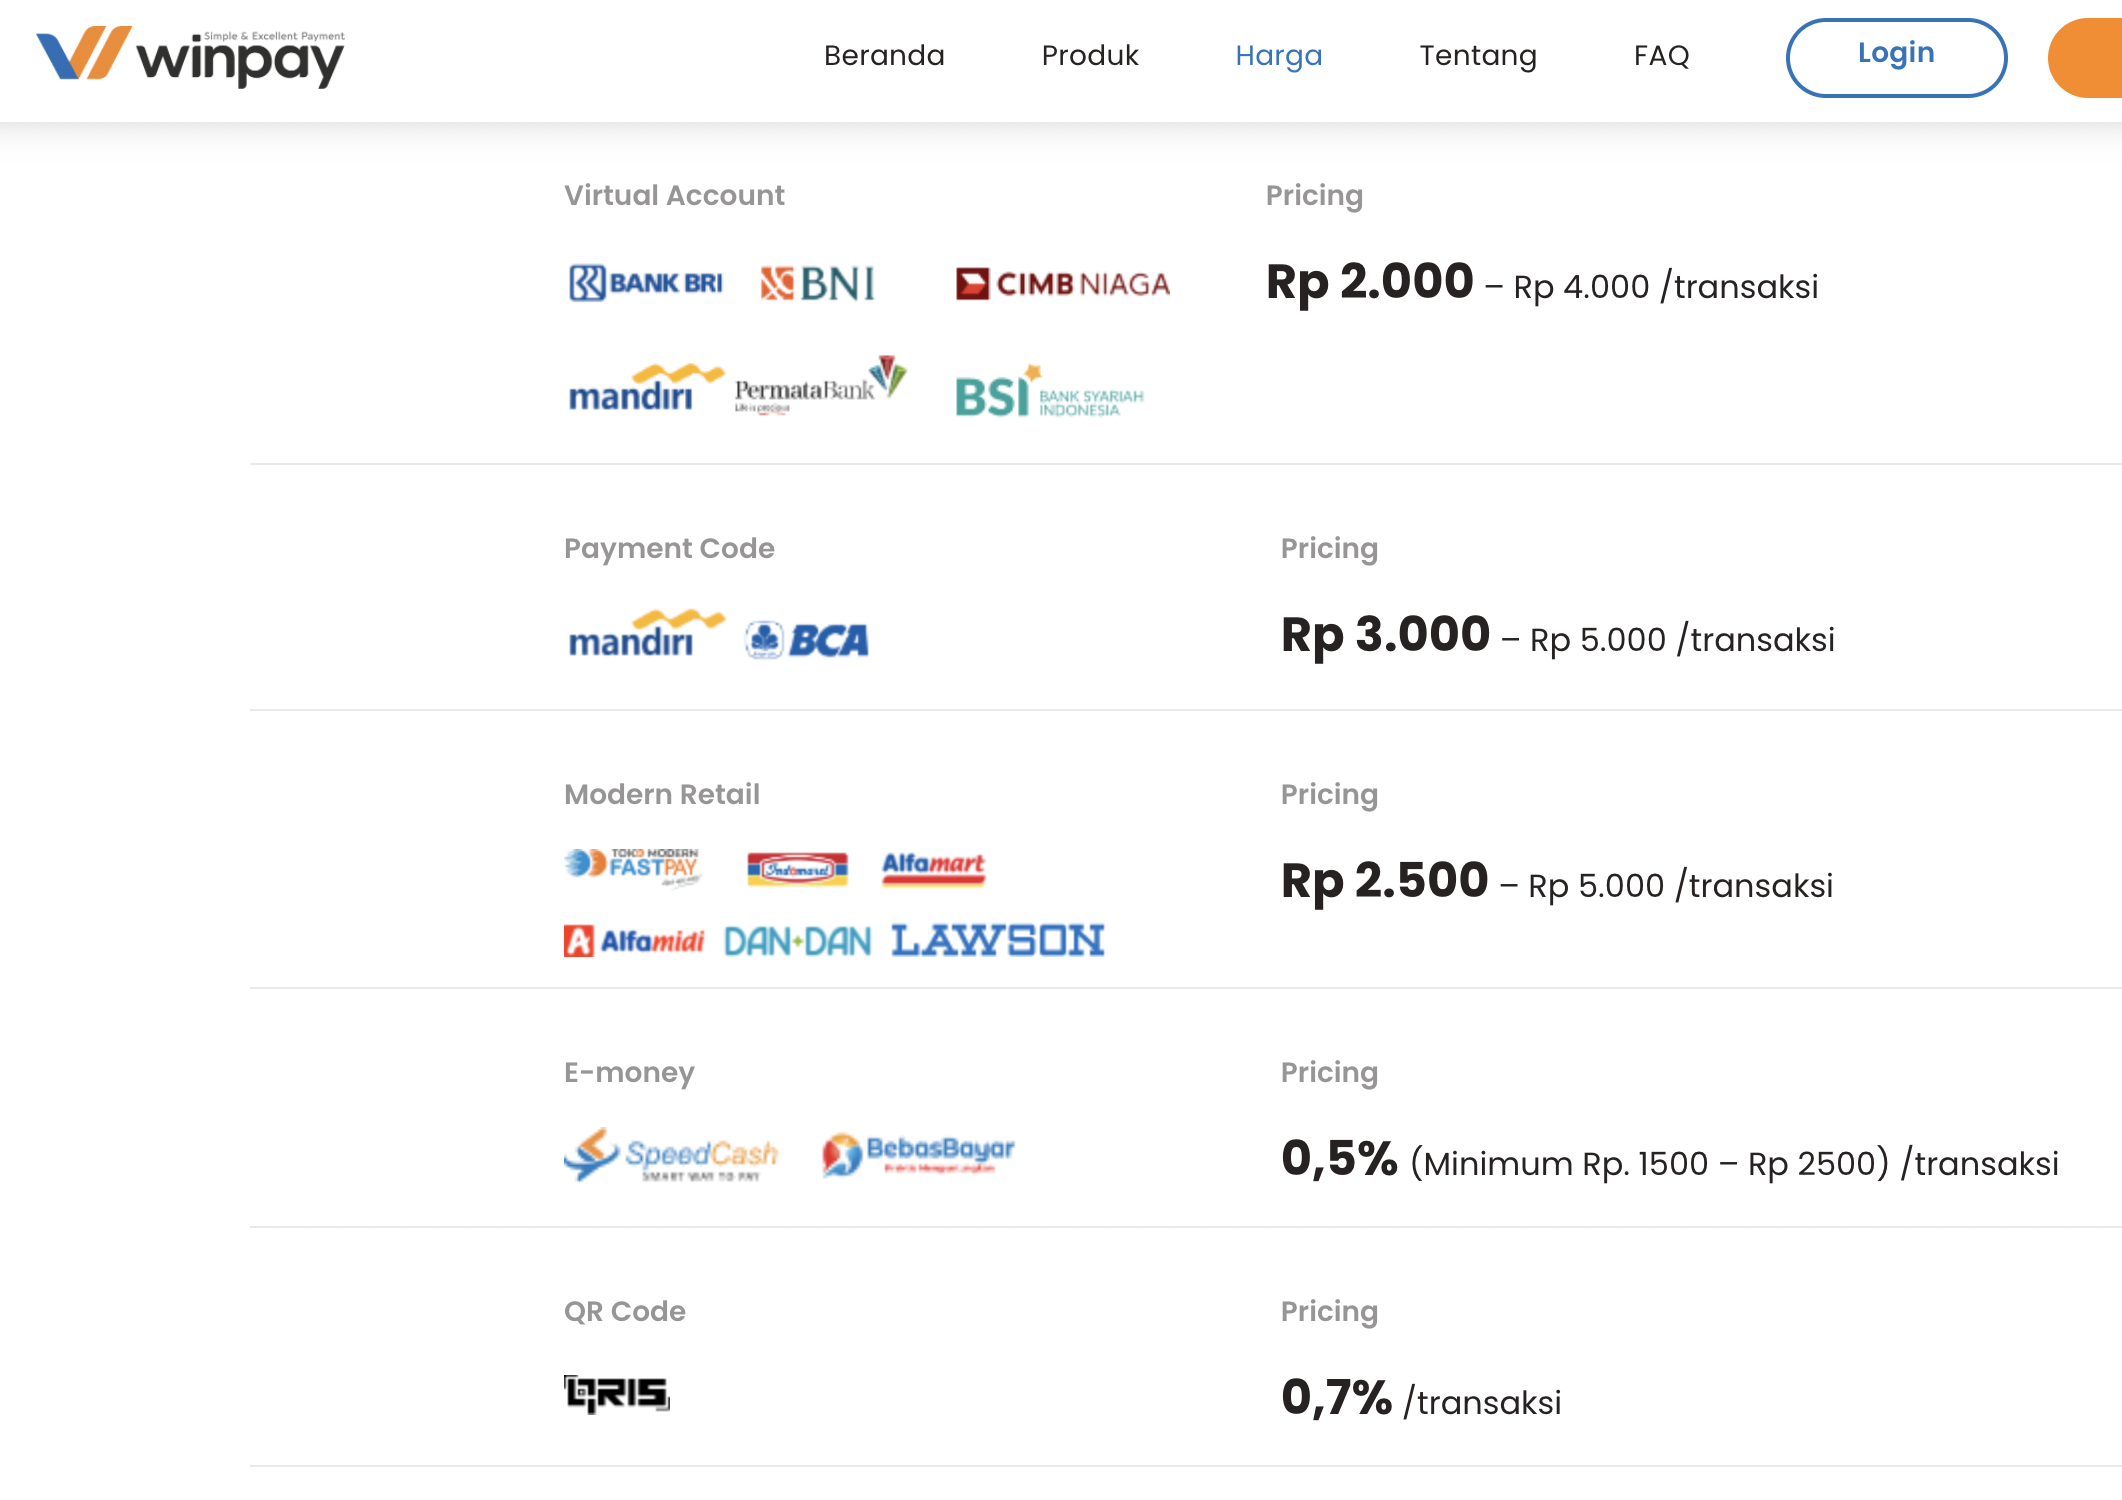 Simple & Excellent Payment
winpay
Beranda Produk Harga Tentang FAQ Login
Virtual Account Pricing
BANK BRI BNI CIMB NIAGA Rp 2.000 – Rp 4.000 /transaksi
mandiri PermataBank BSI BANK SYARIAH
INDONESIA
Payment Code Pricing
mandiri BCA Rp 3.000 – Rp 5.000 /transaksi
Modern Retail Pricing
TOKO MODERN
FASTPAY Indomaret Alfamart Rp 2.500 – Rp 5.000 /transaksi
Alfamidi DAN+DAN LAWSON
E-money Pricing
SpeedCash BebasBayar 0,5% (Minimum Rp. 1500 – Rp 2500) /transaksi
SMART WAY TO PAY
QR Code Pricing
QRIS 0,7% /transaksi